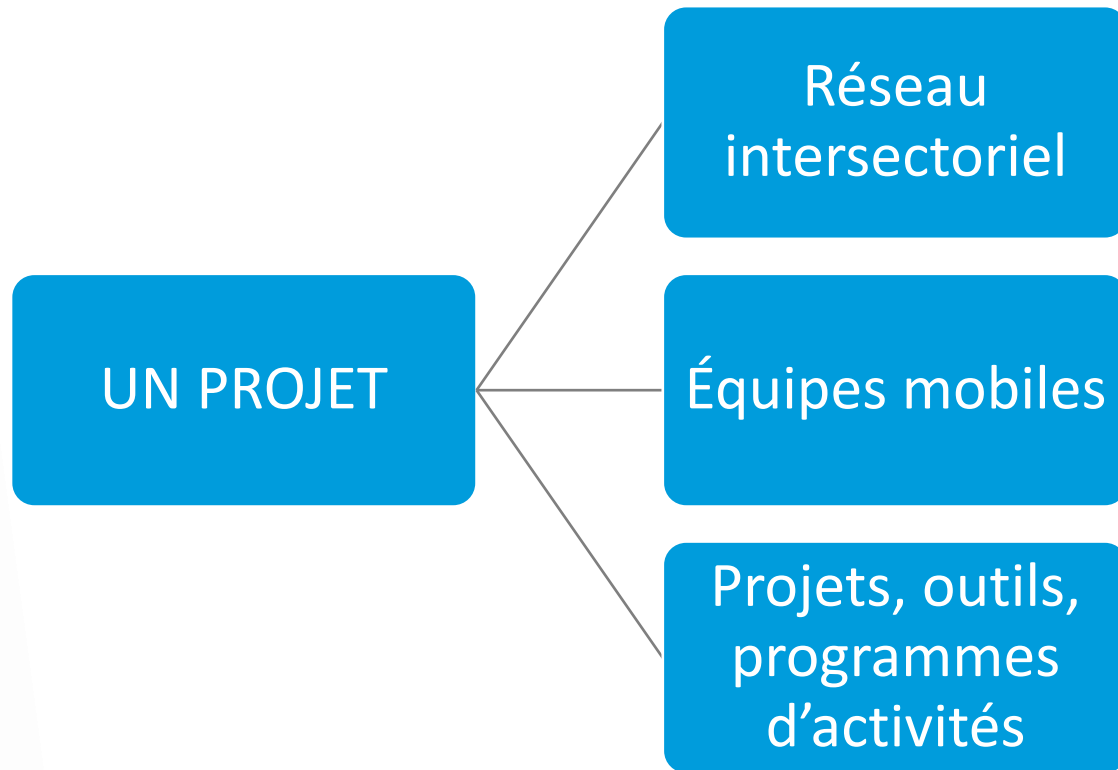 Réseau
intersectoriel
UN PROJET
Équipes mobiles
Projets, outils,
programmes
d’activités